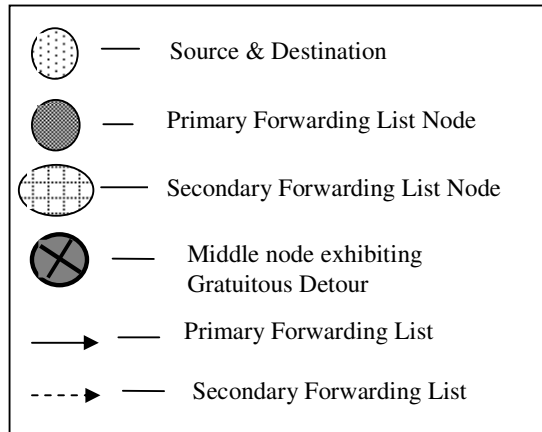 Source & Destination
Primary Forwarding List Node
Secondary Forwarding List Node
Middle node exhibiting
Gratuitous Detour
Primary Forwarding List
Secondary Forwarding List